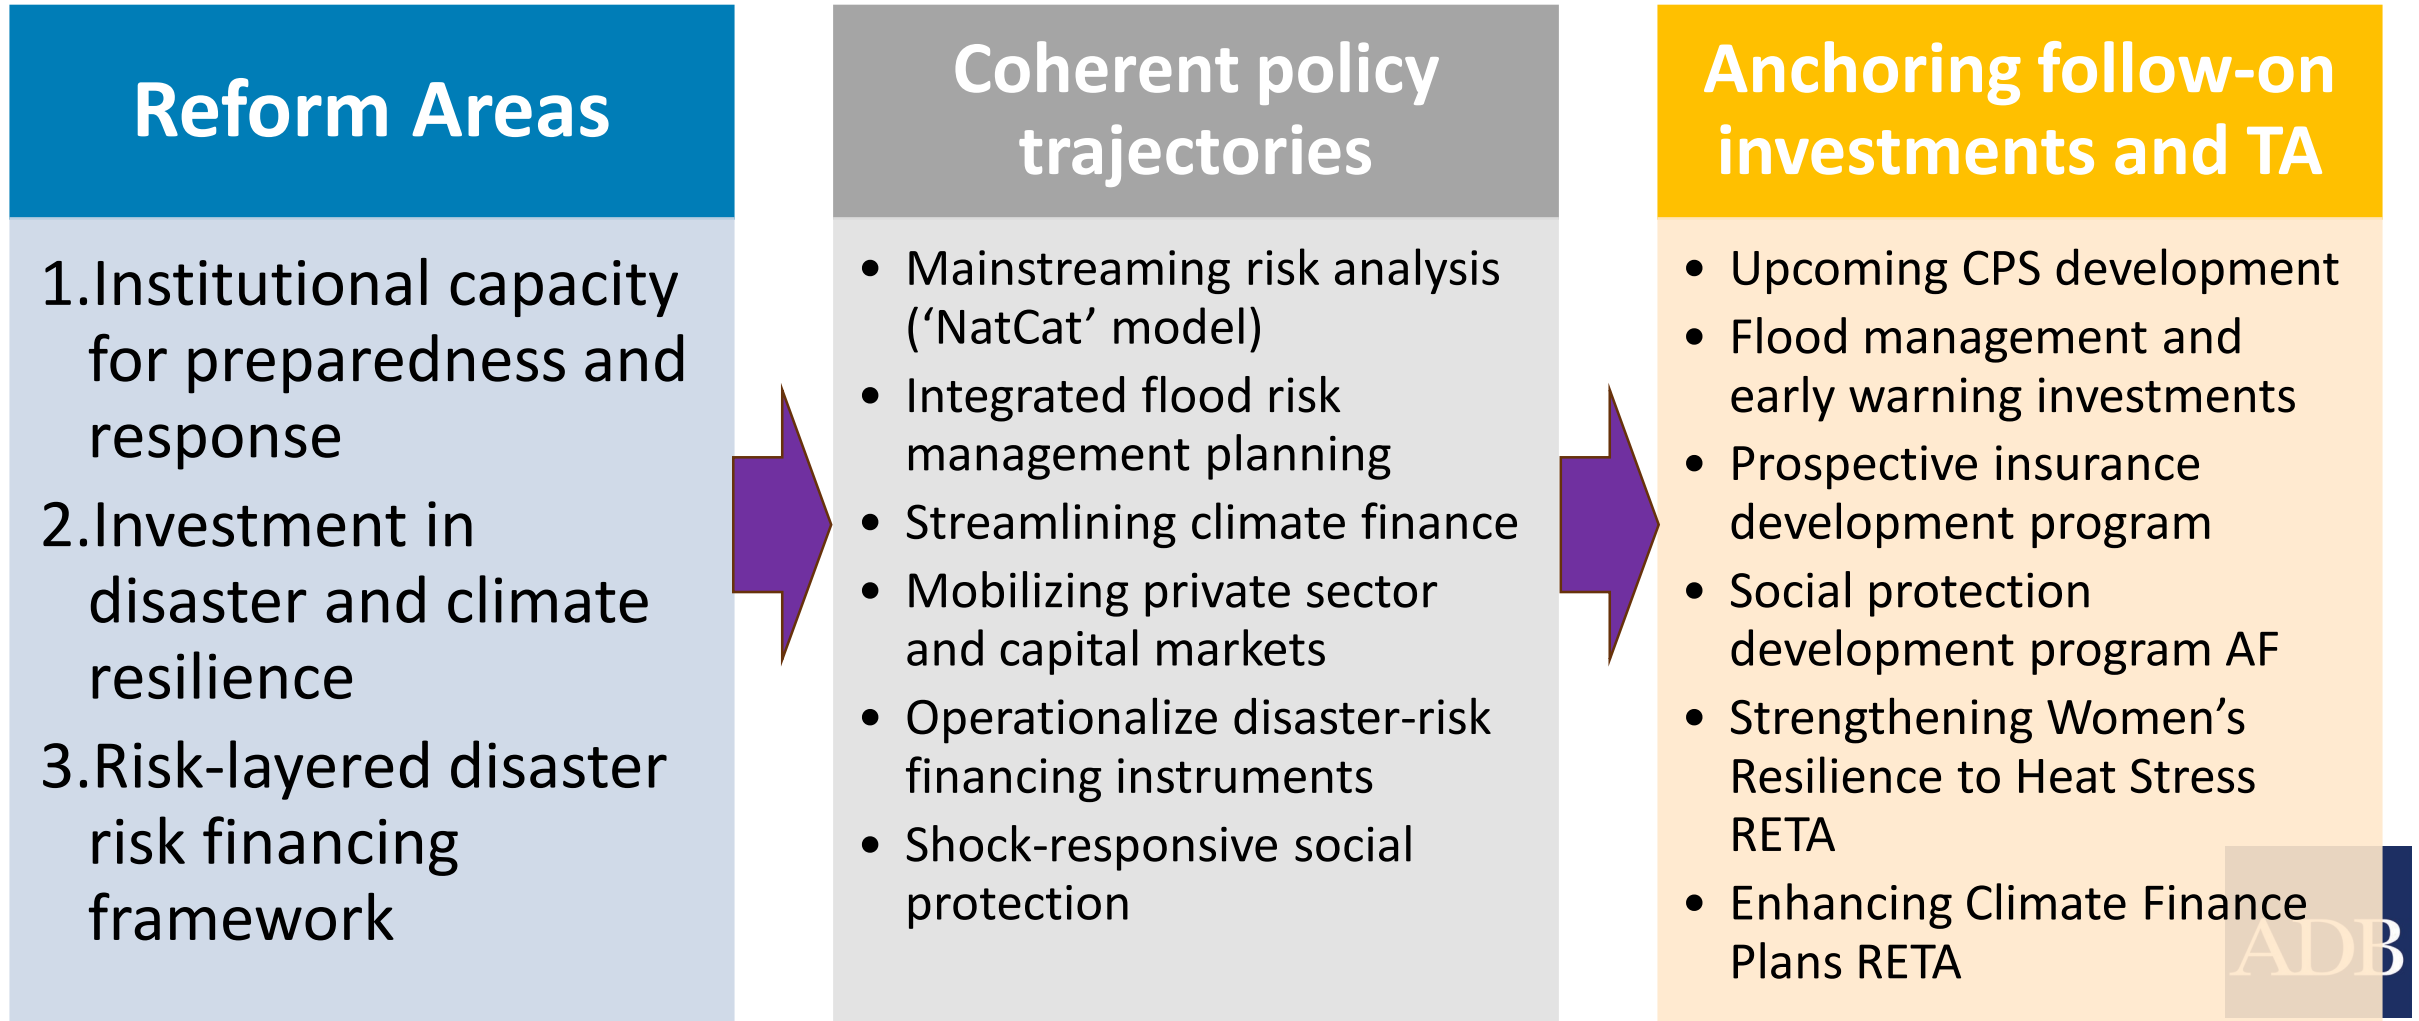 Reform Areas
1.Institutional capacity
for preparedness and
response
2.Investment in
disaster and climate
resilience
3.Risk-layered disaster
risk financing
framework
Coherent policy
trajectories
• Mainstreaming risk analysis
(‘NatCat’ model)
• Integrated flood risk
management planning
• Streamlining climate finance
• Mobilizing private sector
and capital markets
• Operationalize disaster-risk
financing instruments
• Shock-responsive social
protection
Anchoring follow-on
investments and TA
• Upcoming CPS development
• Flood management and
early warning investments
• Prospective insurance
development program
• Social protection
development program AF
• Strengthening Women’s
Resilience to Heat Stress
RETA
• Enhancing Climate Finance
Plans RETA
ADB